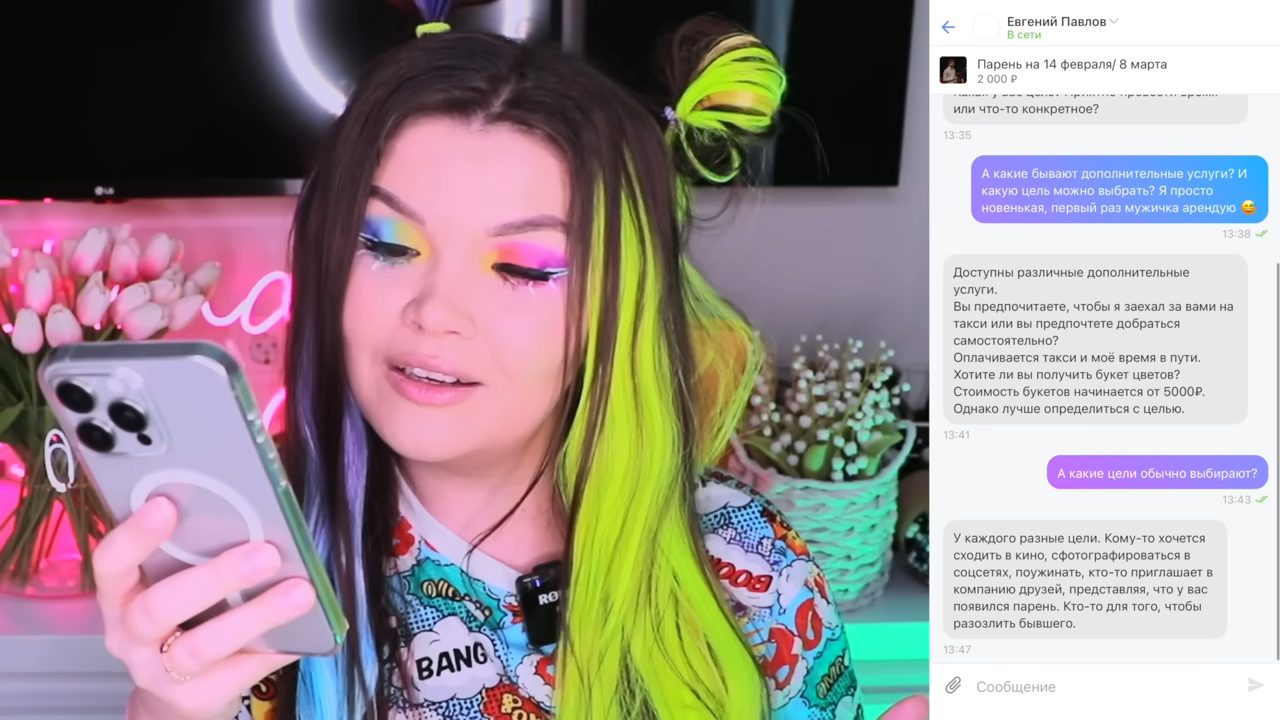 LG
RØ
BANG
BOOM
Евгений Павлов
В сети
Парень на 14 февраля/ 8 марта
2 000 ₽
или что-то конкретное?
13:35
А какие бывают дополнительные услуги? И
какую цель можно выбрать? Я просто
новенькая, первый раз мужичка арендую 😅
13:38
Доступны различные дополнительные
услуги.
Вы предпочитаете, чтобы я заехал за вами на
такси или вы предпочтете добраться
самостоятельно?
Оплачивается такси и моё время в пути.
Хотите ли вы получить букет цветов?
Стоимость букетов начинается от 5000₽.
Однако лучше определиться с целью.
13:41
А какие цели обычно выбирают?
13:43
У каждого разные цели. Кому-то хочется
сходить в кино, сфотографироваться в
соцсетях, поужинать, кто-то приглашает в
компанию друзей, представляя, что у вас
появился парень. Кто-то для того, чтобы
разозлить бывшего.
13:47
Сообщение